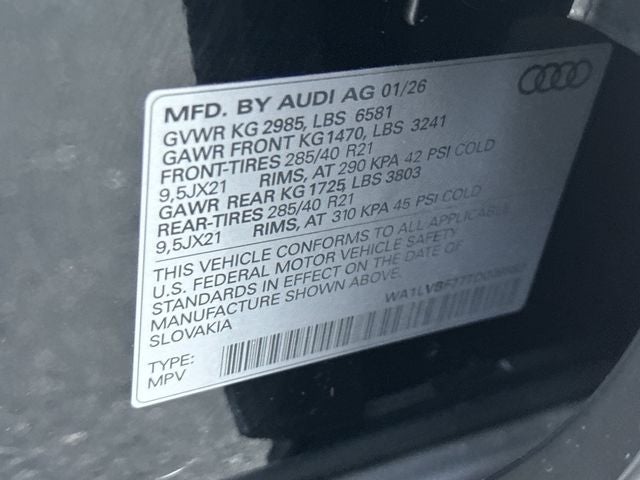 MFD. BY AUDI AG 01/26
GVWR KG 2985, LBS 6581
GAWR FRONT KG1470, LBS 3241
FRONT-TIRES 285/40 R21
9,5JX21 RIMS, AT 290 KPA 42 PSI COLD
GAWR REAR KG 1725, LBS 3803
REAR-TIRES 285/40 R21
9,5JX21 RIMS, AT 310 KPA 45 PSI COLD
THIS VEHICLE CONFORMS TO ALL APPLICABLE
U.S. FEDERAL MOTOR VEHICLE SAFETY
STANDARDS IN EFFECT ON THE DATE OF
MANUFACTURE SHOWN ABOVE.
SLOVAKIA
TYPE:
MPV